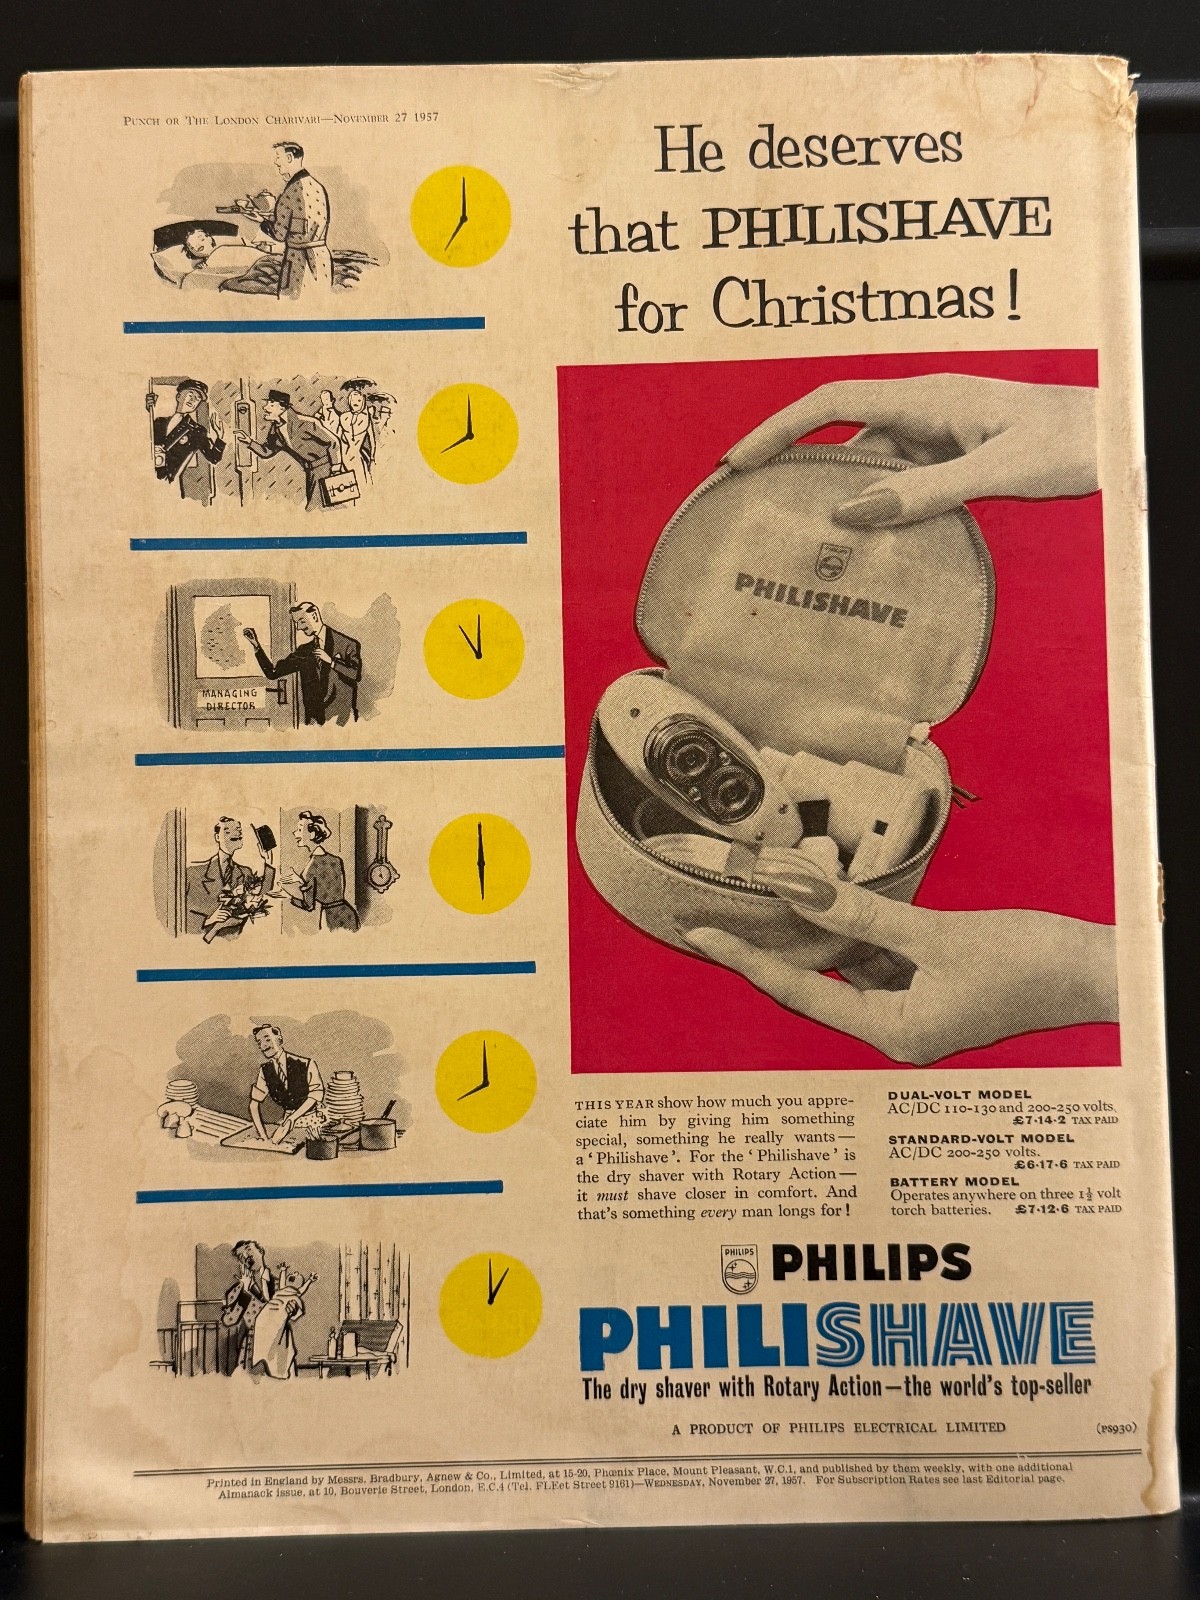 PUNCH OR THE LONDON CHARIVARI—NOVEMBER 27 1957
He deserves
that PHILISHAVE
for Christmas!
MANAGING
DIRECTOR
PHILISHAVE
THIS YEAR show how much you appre-
ciate him by giving him something
special, something he really wants—
a ‘Philishave’. For the ‘Philishave’ is
the dry shaver with Rotary Action—
it must shave closer in comfort. And
that's something every man longs for!
DUAL-VOLT MODEL
AC/DC 110-130 and 200-250 volts.
£7·14·2 TAX PAID
STANDARD-VOLT MODEL
AC/DC 200-250 volts.
£6·17·6 TAX PAID
BATTERY MODEL
Operates anywhere on three 1½ volt
torch batteries. £7·12·6 TAX PAID
PHILIPS
PHILIPS
PHILISHAVE
The dry shaver with Rotary Action—the world's top-seller
A PRODUCT OF PHILIPS ELECTRICAL LIMITED
(PS930)
Printed in England by Messrs. Bradbury, Agnew & Co., Limited, at 15-20, Phœnix Place, Mount Pleasant, W.C.1, and published by them weekly, with one additional
Almanack issue, at 10, Bouverie Street, London, E.C.4 (Tel. FLEet Street 9161)—WEDNESDAY, November 27, 1957. For Subscription Rates see last Editorial page.